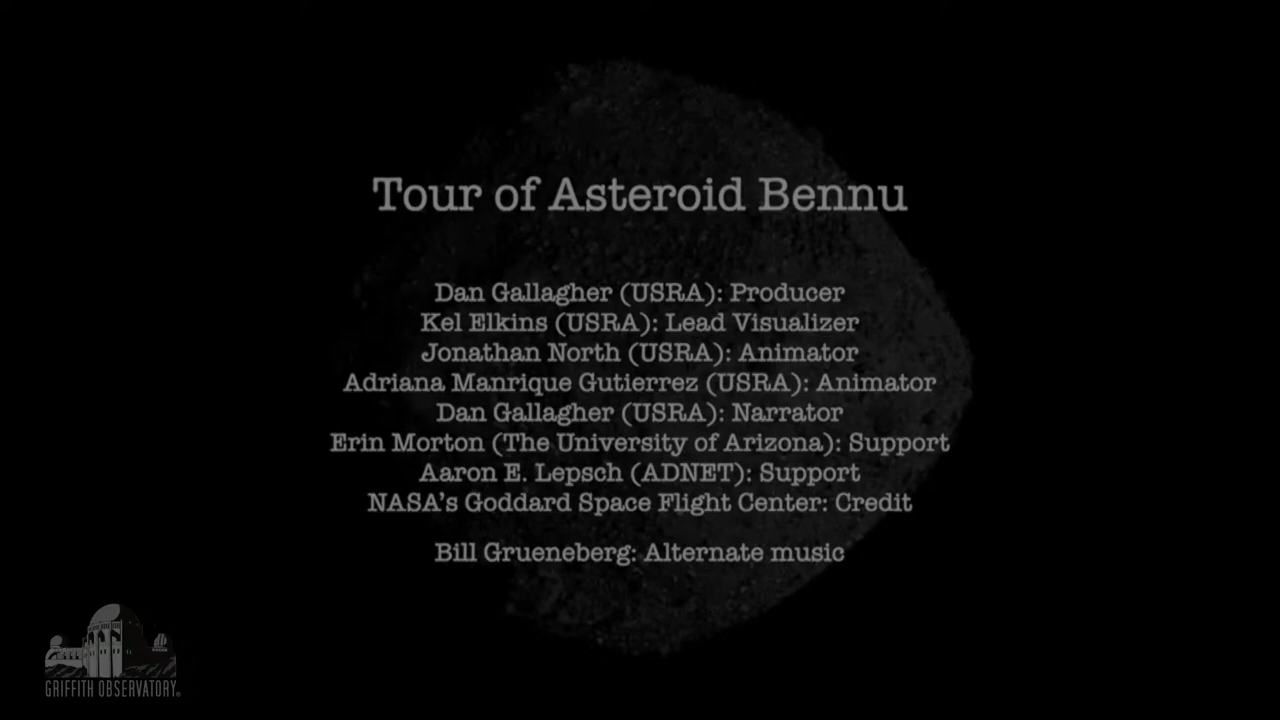 Tour of Asteroid Bennu
Dan Gallagher (USRA): Producer
Kel Elkins (USRA): Lead Visualizer
Jonathan North (USRA): Animator
Adriana Manrique Gutierrez (USRA): Animator
Dan Gallagher (USRA): Narrator
Erin Morton (The University of Arizona): Support
Aaron E. Lepsch (ADNET): Support
NASA's Goddard Space Flight Center: Credit
Bill Grueneberg: Alternate music
GRIFFITH OBSERVATORY®